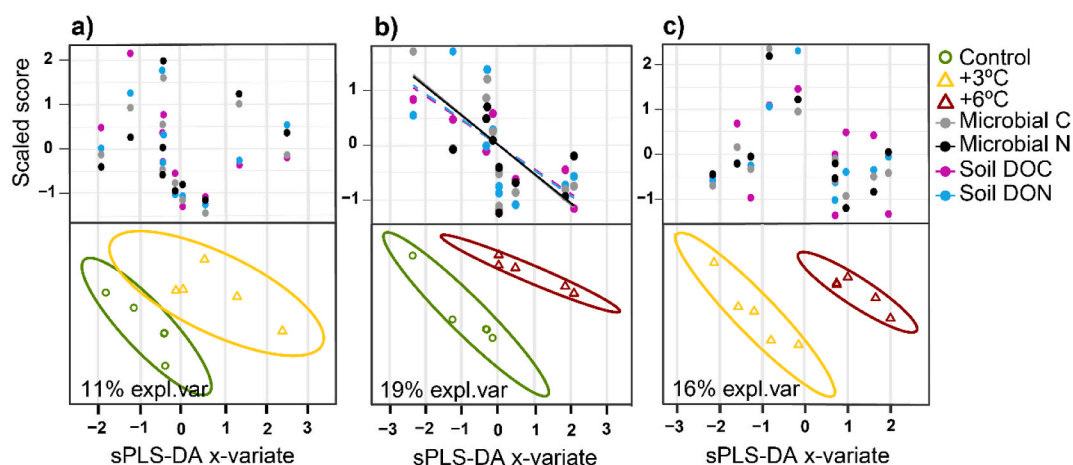 a)
b)
c)
Scaled score
2
1
0
−1
1
0
−1
2
1
0
−1
Control
+3ºC
+6ºC
Microbial C
Microbial N
Soil DOC
Soil DON
11% expl.var
19% expl.var
16% expl.var
−2 −1 0 1 2 3
−2 −1 0 1 2 3
−3 −2 −1 0 1 2
sPLS-DA x-variate
sPLS-DA x-variate
sPLS-DA x-variate